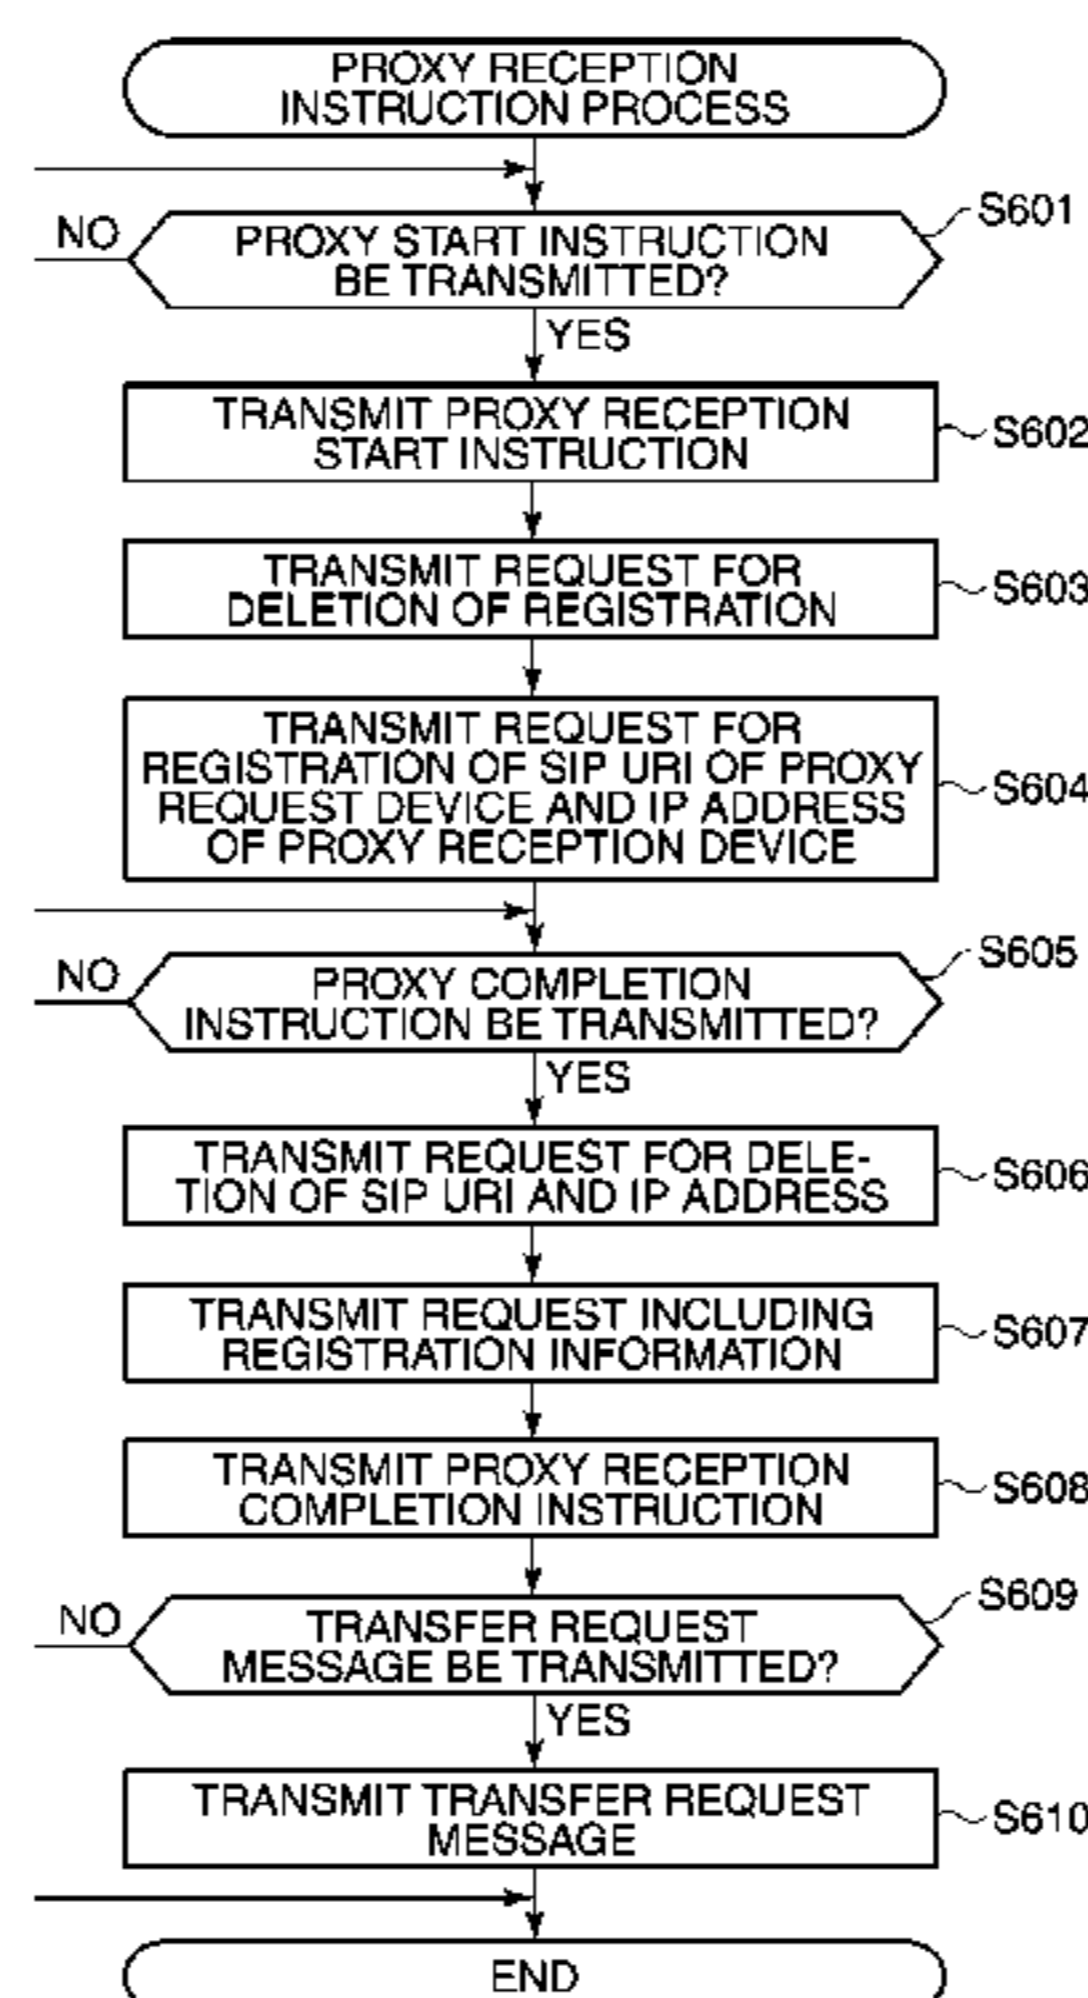 PROXY RECEPTION
INSTRUCTION PROCESS
S601
NO
PROXY START INSTRUCTION
BE TRANSMITTED?
YES
TRANSMIT PROXY RECEPTION
START INSTRUCTION
S602
TRANSMIT REQUEST FOR
DELETION OF REGISTRATION
S603
TRANSMIT REQUEST FOR
REGISTRATION OF SIP URI OF PROXY
REQUEST DEVICE AND IP ADDRESS
OF PROXY RECEPTION DEVICE
S604
S605
NO
PROXY COMPLETION
INSTRUCTION BE TRANSMITTED?
YES
TRANSMIT REQUEST FOR DELE-
TION OF SIP URI AND IP ADDRESS
S606
TRANSMIT REQUEST INCLUDING
REGISTRATION INFORMATION
S607
TRANSMIT PROXY RECEPTION
COMPLETION INSTRUCTION
S608
S609
NO
TRANSFER REQUEST
MESSAGE BE TRANSMITTED?
YES
TRANSMIT TRANSFER REQUEST
MESSAGE
S610
END